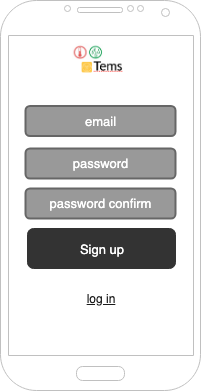 Tems
email
password
password confirm
Sign up
log in